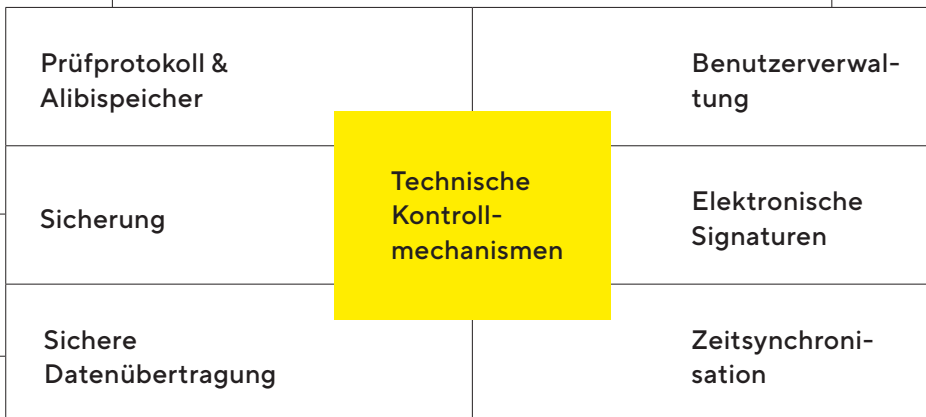 Prüfprotokoll &
Alibispeicher
Benutzerverwal-
tung
Technische
Kontroll-
mechanismen
Sicherung
Elektronische
Signaturen
Sichere
Datenübertragung
Zeitsynchroni-
sation